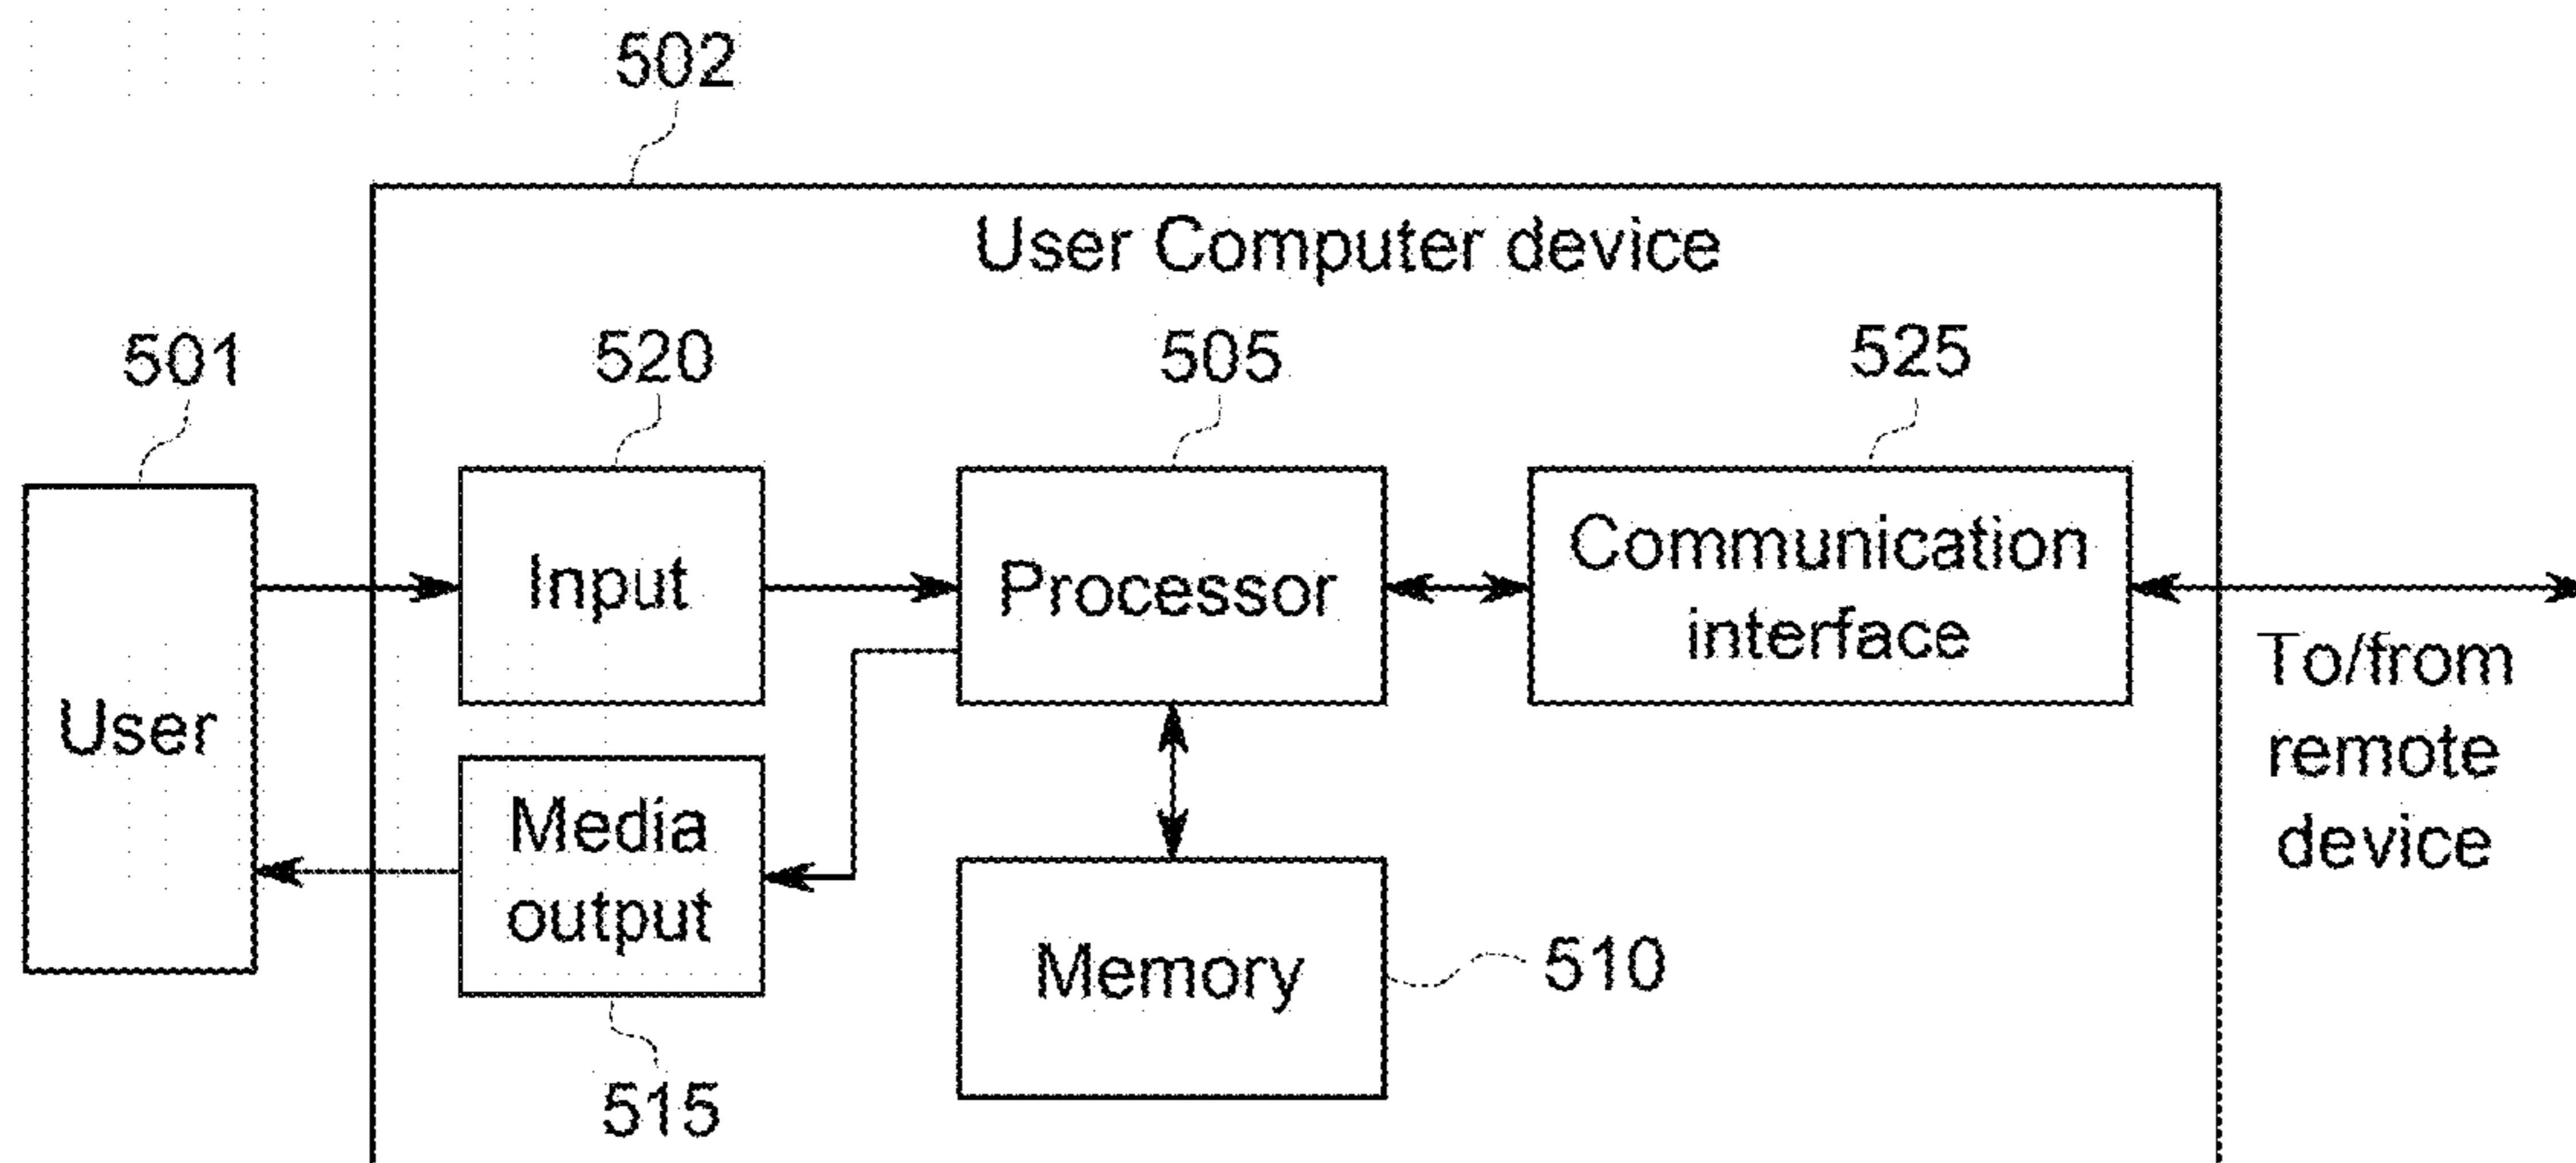 502
User Computer device
501
520
505
525
Input
Processor
Communication
interface
User
Media
output
To/from
remote
device
Memory
510
515